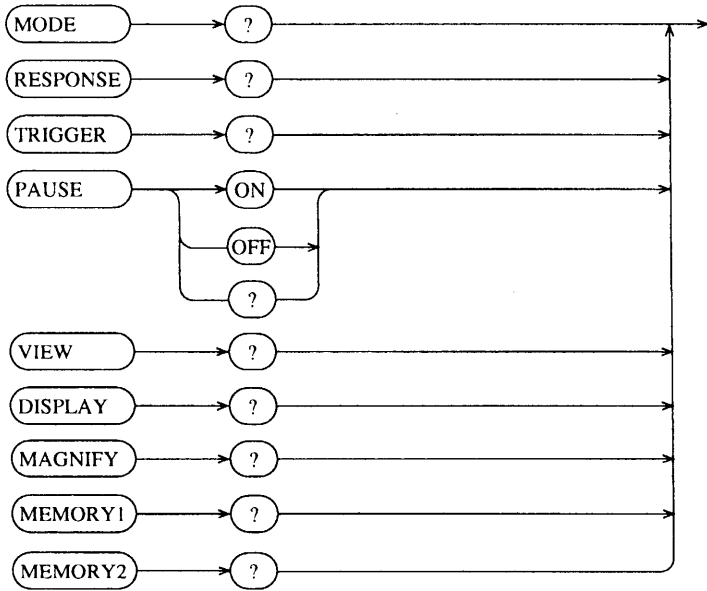 MODE ?
RESPONSE ?
TRIGGER ?
PAUSE ON
OFF
?
VIEW ?
DISPLAY ?
MAGNIFY ?
MEMORY1 ?
MEMORY2 ?